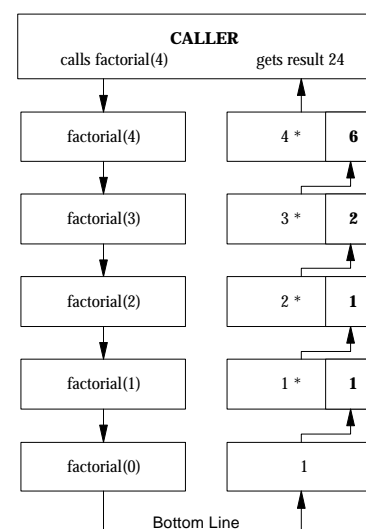 CALLER
calls factorial(4) gets result 24
factorial(4) 4 * 6
factorial(3) 3 * 2
factorial(2) 2 * 1
factorial(1) 1 * 1
factorial(0) 1
Bottom Line